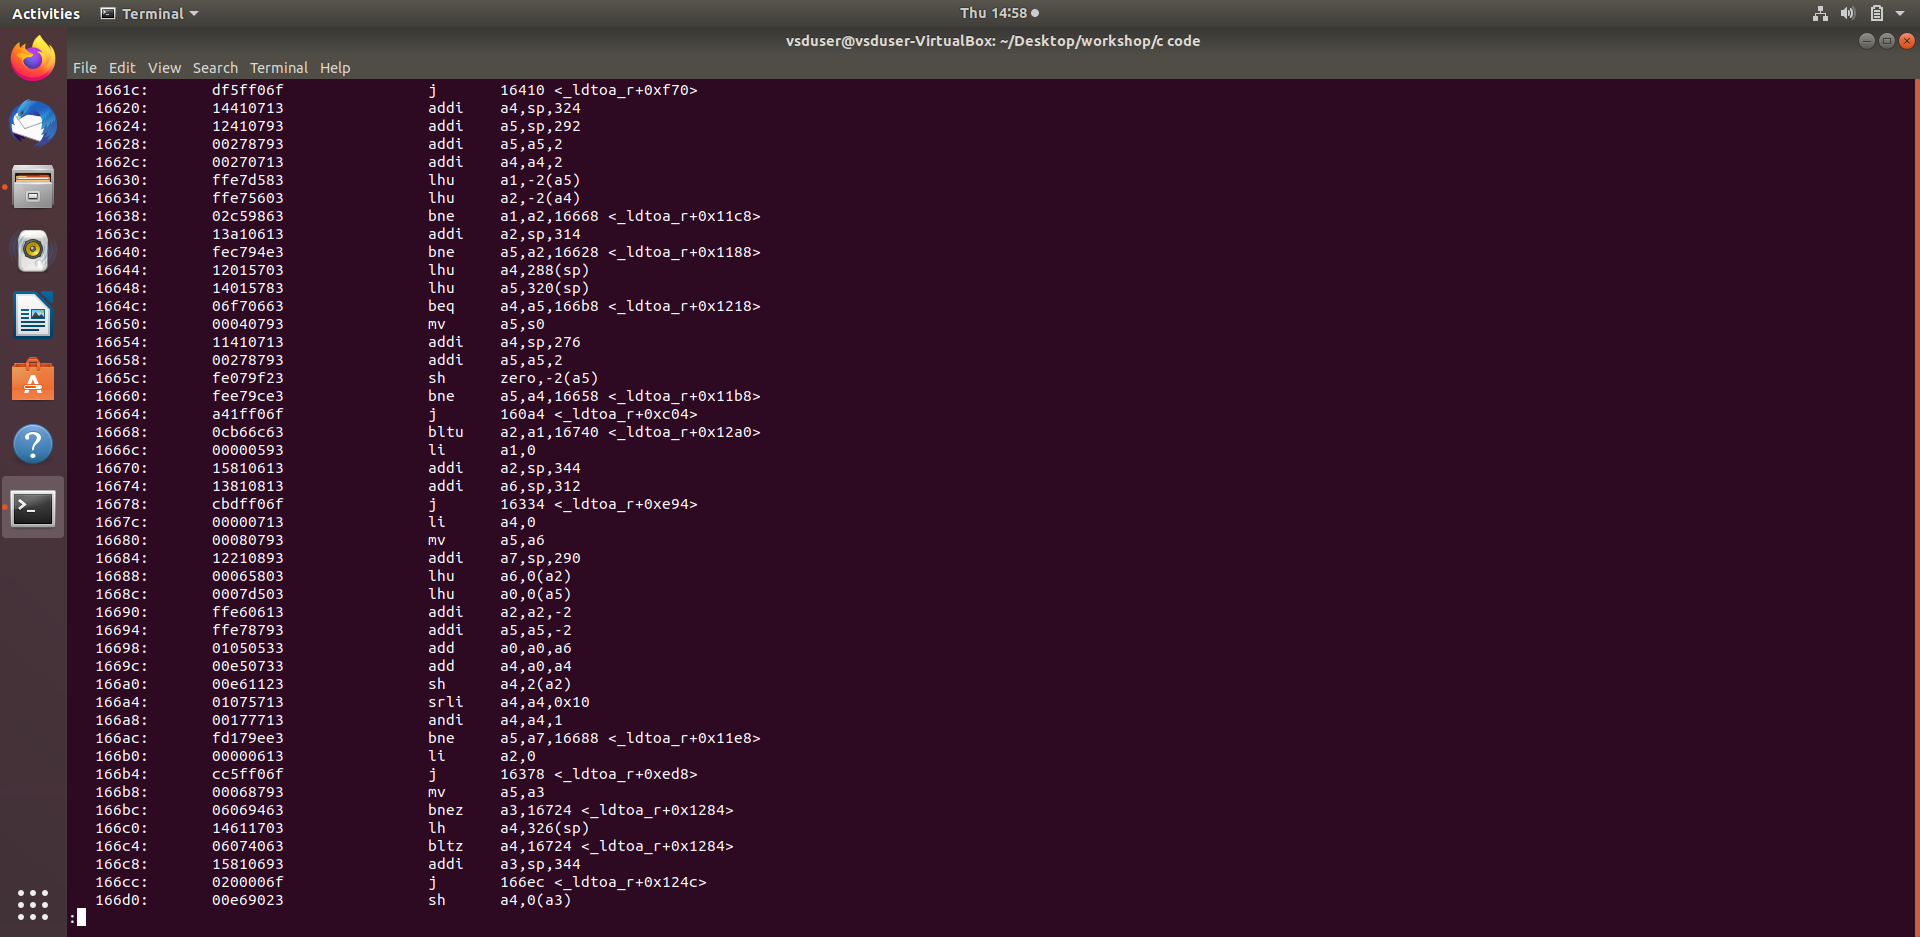 Activities Terminal Thu 14:58
vsduser@vsduser-VirtualBox: ~/Desktop/workshop/c code
File Edit View Search Terminal Help
1661c: df5ff06f j 16410 <_ldtoa_r+0xf70>
16620: 14410713 addi a4,sp,324
16624: 12410793 addi a5,sp,292
16628: 00278793 addi a5,a5,2
1662c: 00270713 addi a4,a4,2
16630: ffe7d583 lhu a1,-2(a5)
16634: ffe75603 lhu a2,-2(a4)
16638: 02c59863 bne a1,a2,16668 <_ldtoa_r+0x11c8>
1663c: 13a10613 addi a2,sp,314
16640: fec794e3 bne a5,a2,16628 <_ldtoa_r+0x1188>
16644: 12015703 lhu a4,288(sp)
16648: 14015783 lhu a5,320(sp)
1664c: 06f70663 beq a4,a5,166b8 <_ldtoa_r+0x1218>
16650: 00040793 mv a5,s0
16654: 11410713 addi a4,sp,276
16658: 00278793 addi a5,a5,2
1665c: fe079f23 sh zero,-2(a5)
16660: fee79ce3 bne a5,a4,16658 <_ldtoa_r+0x11b8>
16664: a41ff06f j 160a4 <_ldtoa_r+0xc04>
16668: 0cb66c63 bltu a2,a1,16740 <_ldtoa_r+0x12a0>
1666c: 00000593 li a1,0
16670: 15810613 addi a2,sp,344
16674: 13810813 addi a6,sp,312
16678: cbdff06f j 16334 <_ldtoa_r+0xe94>
1667c: 00000713 li a4,0
16680: 00080793 mv a5,a6
16684: 12210893 addi a7,sp,290
16688: 00065803 lhu a6,0(a2)
1668c: 0007d503 lhu a0,0(a5)
16690: ffe60613 addi a2,a2,-2
16694: ffe78793 addi a5,a5,-2
16698: 01050533 add a0,a0,a6
1669c: 00e50733 add a4,a0,a4
166a0: 00e61123 sh a4,2(a2)
166a4: 01075713 srli a4,a4,0x10
166a8: 00177713 andi a4,a4,1
166ac: fd179ee3 bne a5,a7,16688 <_ldtoa_r+0x11e8>
166b0: 00000613 li a2,0
166b4: cc5ff06f j 16378 <_ldtoa_r+0xed8>
166b8: 00068793 mv a5,a3
166bc: 06069463 bnez a3,16724 <_ldtoa_r+0x1284>
166c0: 14611703 lh a4,326(sp)
166c4: 06074063 bltz a4,16724 <_ldtoa_r+0x1284>
166c8: 15810693 addi a3,sp,344
166cc: 0200006f j 166ec <_ldtoa_r+0x124c>
166d0: 00e69023 sh a4,0(a3)
: